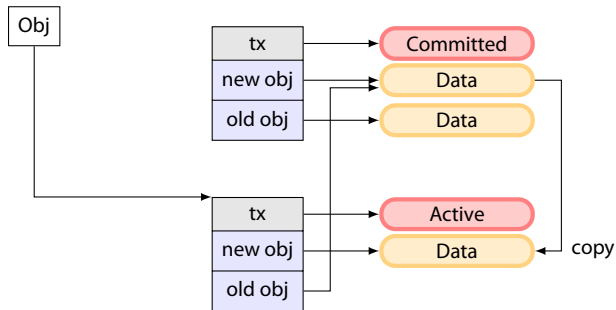 Obj
tx
Committed
new obj
Data
old obj
Data
tx
Active
new obj
Data
copy
old obj